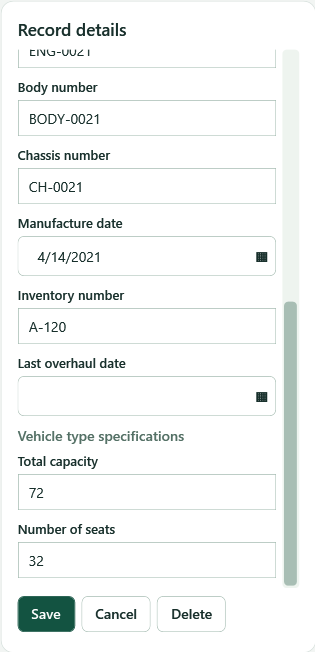 Record details
ENG-0021
Body number
BODY-0021
Chassis number
CH-0021
Manufacture date
4/14/2021
Inventory number
A-120
Last overhaul date
Vehicle type specifications
Total capacity
72
Number of seats
32
Save Cancel Delete